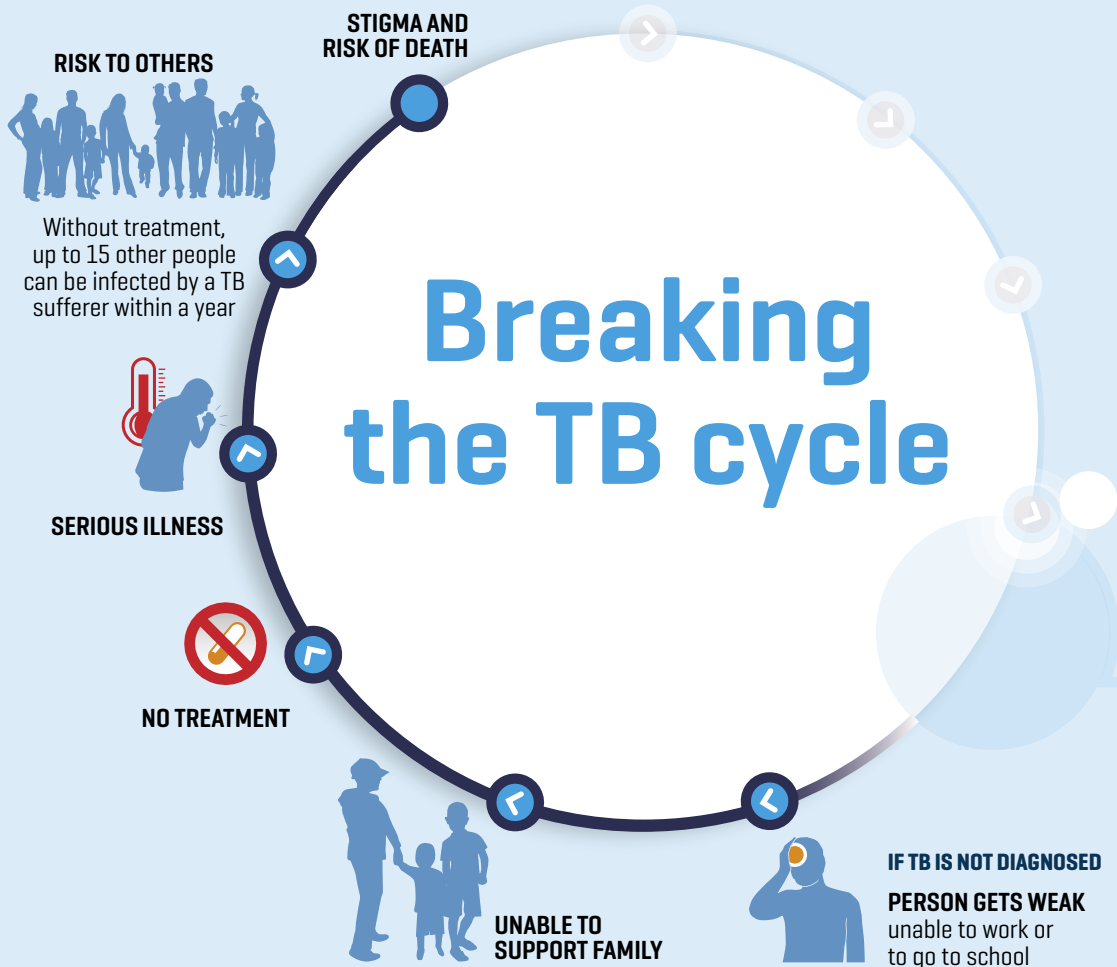 STIGMA AND
RISK OF DEATH
RISK TO OTHERS
Without treatment,
up to 15 other people
can be infected by a TB
sufferer within a year
Breaking
the TB cycle
SERIOUS ILLNESS
NO TREATMENT
UNABLE TO
SUPPORT FAMILY
IF TB IS NOT DIAGNOSED
PERSON GETS WEAK
unable to work or
to go to school